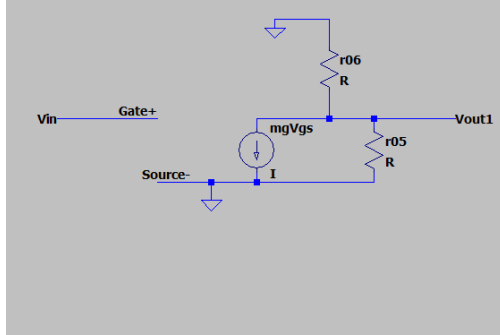 r06
R
Vin
Gate+
mgVgs
Vout1
r05
R
Source-
I